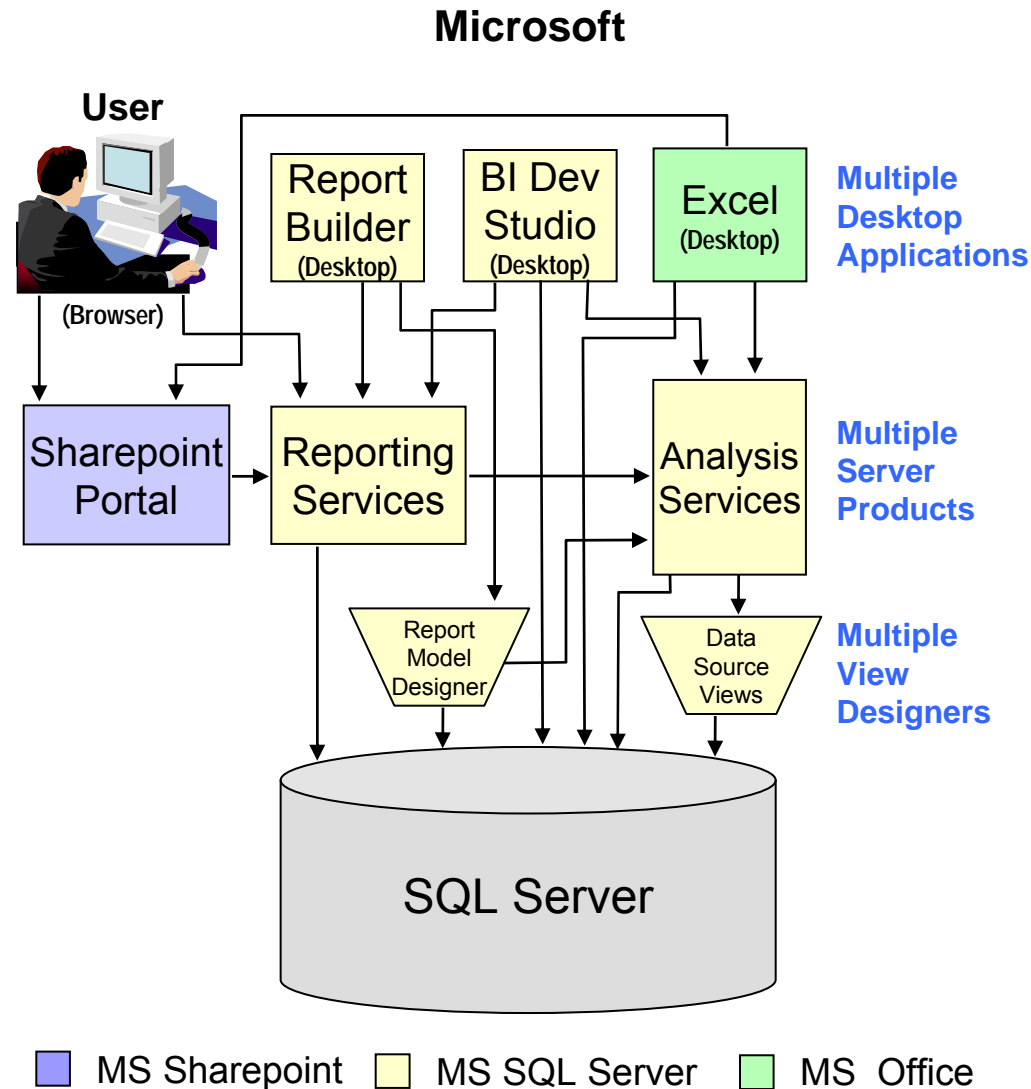 Microsoft
User
(Browser)
Report
Builder
(Desktop)
BI Dev
Studio
(Desktop)
Excel
(Desktop)
Multiple
Desktop
Applications
Sharepoint
Portal
Reporting
Services
Analysis
Services
Multiple
Server
Products
Report
Model
Designer
Data
Source
Views
Multiple
View
Designers
SQL Server
MS Sharepoint
MS SQL Server
MS Office